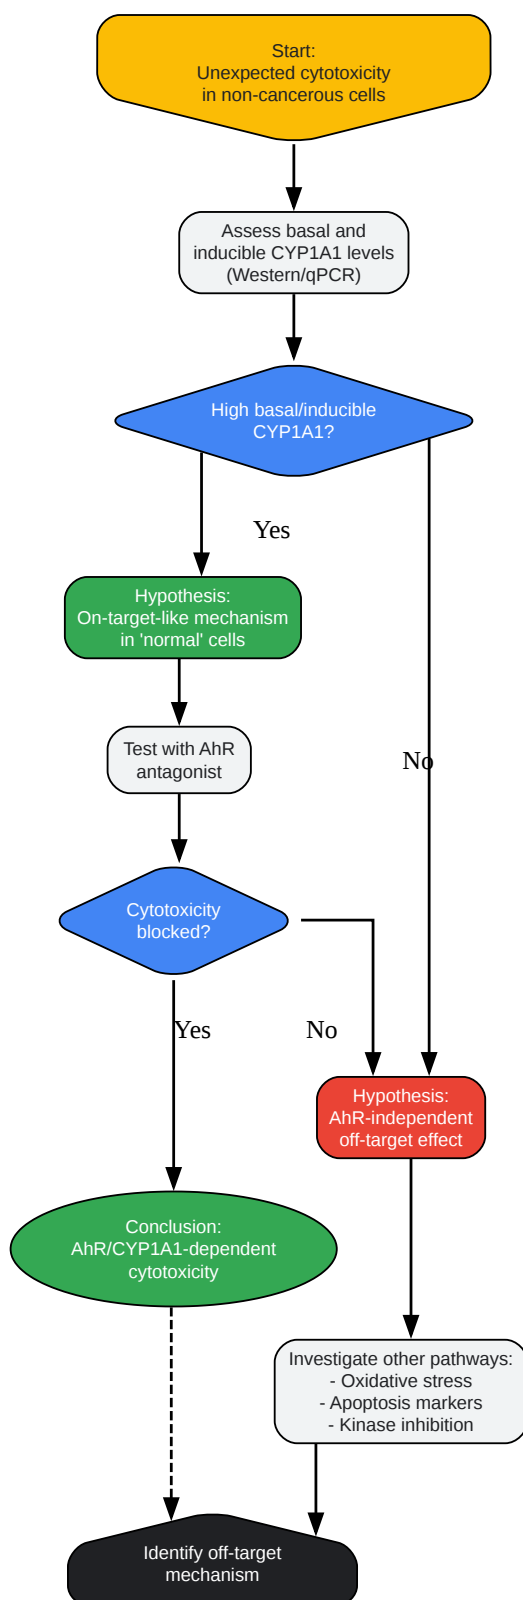 Start:
Unexpected cytotoxicity
in non-cancerous cells
Assess basal and
inducible CYP1A1 levels
(Western/qPCR)
High basal/inducible
CYP1A1?
Yes
Hypothesis:
On-target-like mechanism
in 'normal' cells
Test with AhR
antagonist
No
Cytotoxicity
blocked?
Yes
No
Hypothesis:
AhR-independent
off-target effect
Conclusion:
AhR/CYP1A1-dependent
cytotoxicity
Investigate other pathways:
- Oxidative stress
- Apoptosis markers
- Kinase inhibition
Identify off-target
mechanism